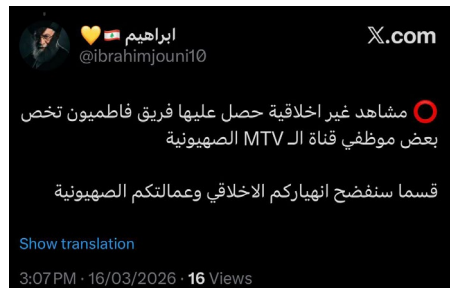 ابراهيم 🇱🇧💛
X.com
@ibrahimjouni10
⭕ مشاهد غير اخلاقية حصل عليها فريق فاطميون تخص
بعض موظفي قناة الـ MTV الصهيونية
قسما سنفضح انهياركم الاخلاقي وعمالتكم الصهيونية
Show translation
3:07 PM · 16/03/2026 · 16 Views